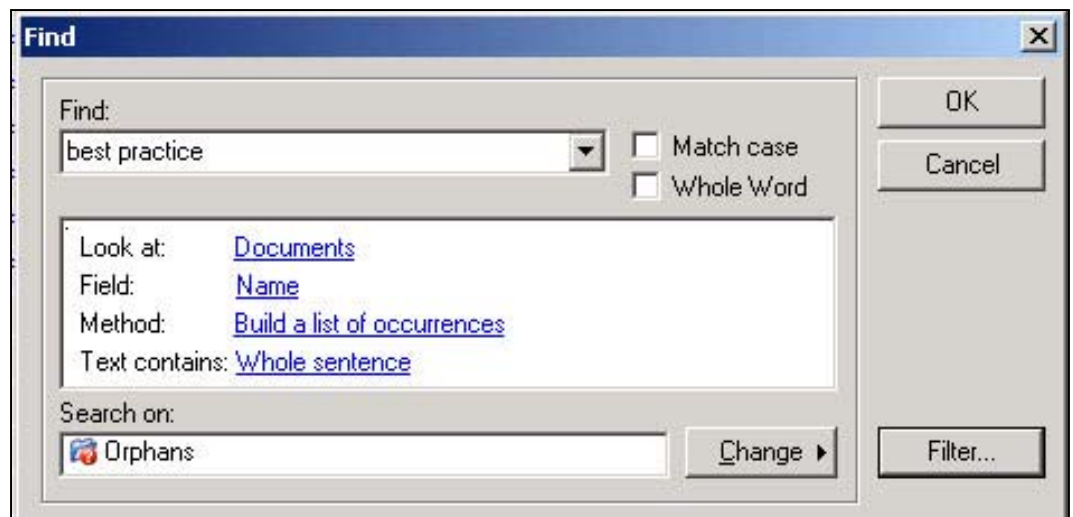 Find
Find:
best practice
Match case
Whole Word
OK
Cancel
Look at: Documents
Field: Name
Method: Build a list of occurrences
Text contains: Whole sentence
Search on:
Orphans
Change
Filter...